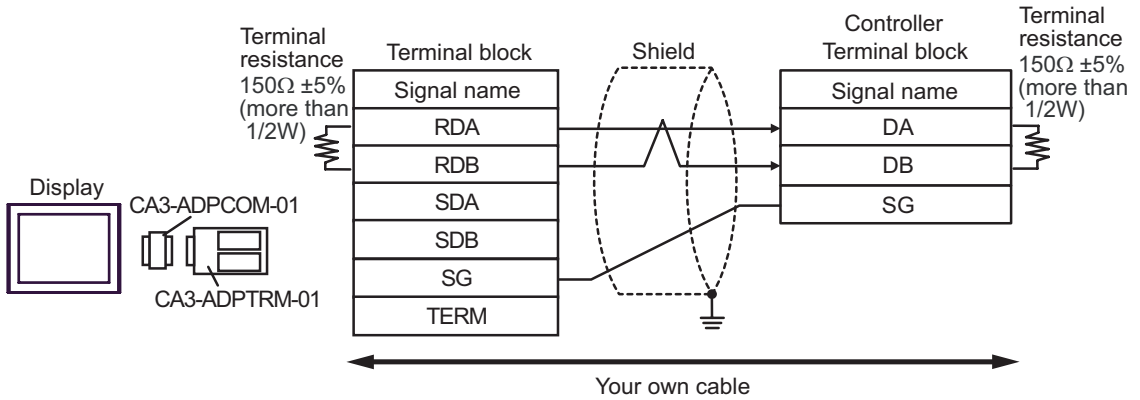 Terminal
resistance
150Ω ±5%
(more than
1/2W)
Terminal block
Signal name
RDA
RDB
SDA
SDB
SG
TERM
Shield
Controller
Terminal block
Signal name
DA
DB
SG
Terminal
resistance
150Ω ±5%
(more than
1/2W)
Display
CA3-ADPCOM-01
CA3-ADPTRM-01
Your own cable